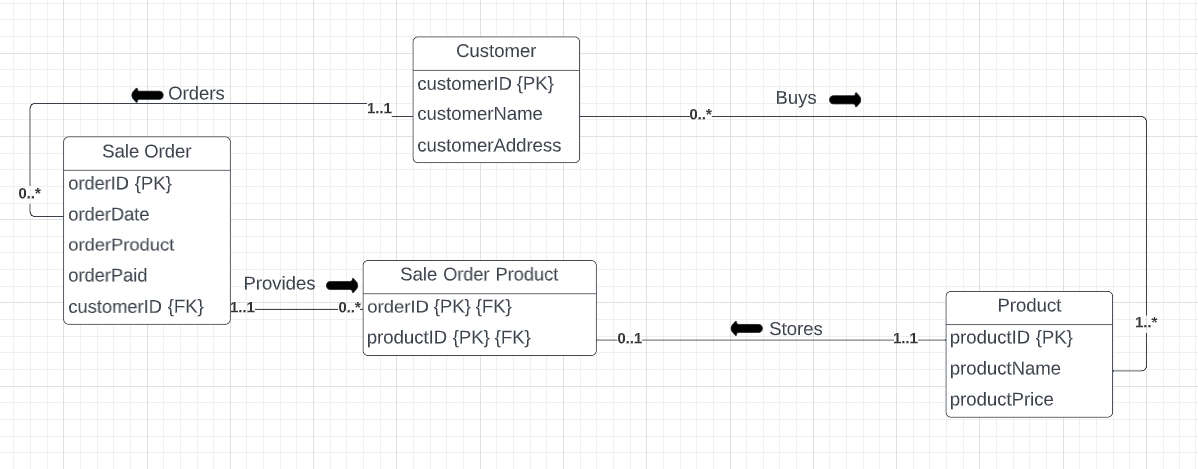 Customer
customerID {PK}
customerName
customerAddress
Orders
1..1
0..*
Buys
0..*
1..*
Sale Order
orderID {PK}
orderDate
orderProduct
orderPaid
customerID {FK}
Provides
1..1
0..*
Sale Order Product
orderID {PK} {FK}
productID {PK} {FK}
0..1
Stores
1..1
Product
productID {PK}
productName
productPrice